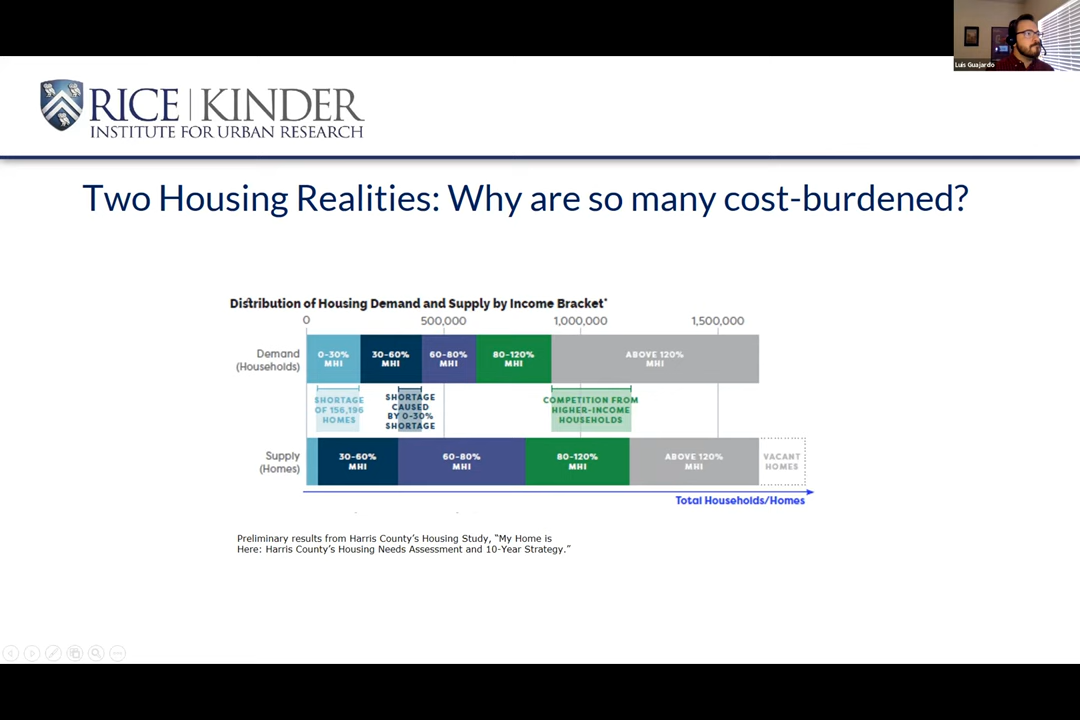 Luis Guajardo
RICE | KINDER
INSTITUTE FOR URBAN RESEARCH
Two Housing Realities: Why are so many cost-burdened?
Distribution of Housing Demand and Supply by Income Bracket*
0
500,000
1,000,000
1,500,000
Demand
(Households)
0-30%
MHI
30-60%
MHI
60-80%
MHI
80-120%
MHI
ABOVE 120%
MHI
SHORTAGE
OF 156,196
HOMES
SHORTAGE
CAUSED
BY 0-30%
SHORTAGE
COMPETITION FROM
HIGHER-INCOME
HOUSEHOLDS
Supply
(Homes)
30-60%
MHI
60-80%
MHI
80-120%
MHI
ABOVE 120%
MHI
VACANT
HOMES
Total Households/Homes
Preliminary results from Harris County's Housing Study, "My Home is
Here: Harris County's Housing Needs Assessment and 10-Year Strategy."